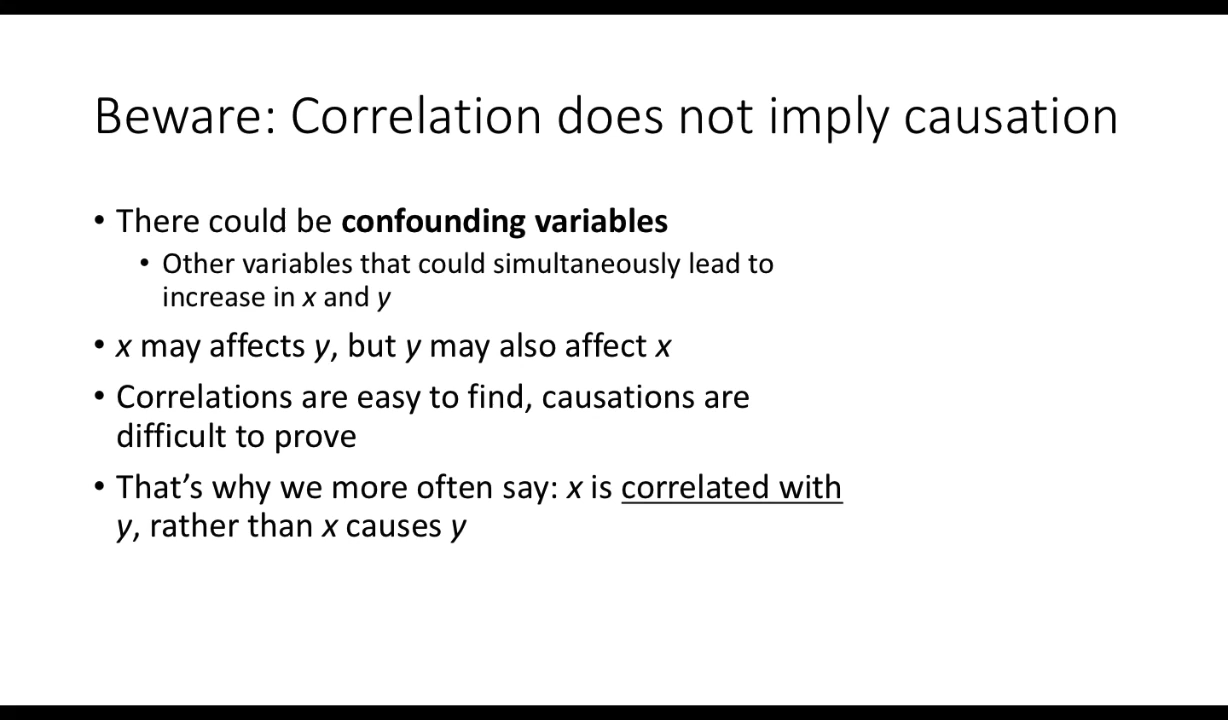 Beware: Correlation does not imply causation
• There could be confounding variables
• Other variables that could simultaneously lead to
increase in x and y
• x may affects y, but y may also affect x
• Correlations are easy to find, causations are
difficult to prove
• That’s why we more often say: x is correlated with
y, rather than x causes y